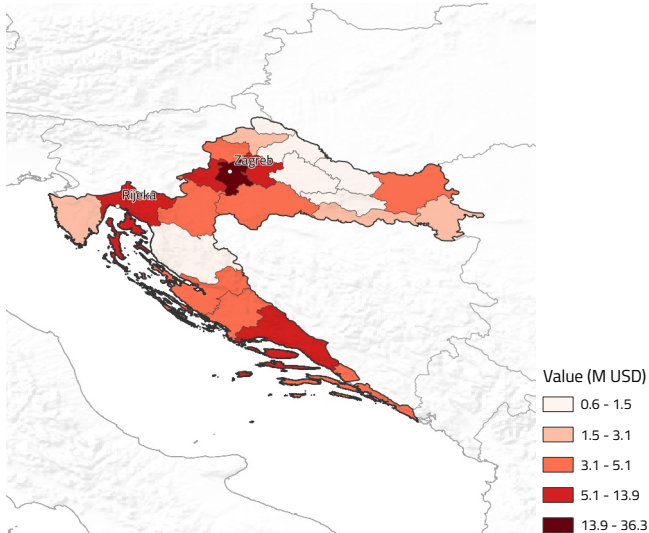 Zagreb
Rijeka
Value (M USD)
0.6 - 1.5
1.5 - 3.1
3.1 - 5.1
5.1 - 13.9
13.9 - 36.3